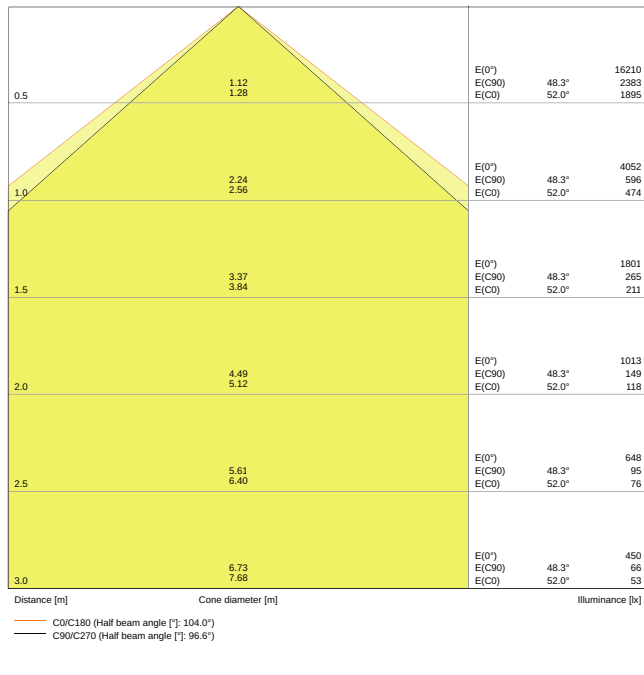 E(0°) 16210
1.12 E(C90) 48.3° 2383
0.5 1.28 E(C0) 52.0° 1895
E(0°) 4052
2.24 E(C90) 48.3° 596
1.0 2.56 E(C0) 52.0° 474
E(0°) 1801
3.37 E(C90) 48.3° 265
1.5 3.84 E(C0) 52.0° 211
E(0°) 1013
4.49 E(C90) 48.3° 149
2.0 5.12 E(C0) 52.0° 118
E(0°) 648
5.61 E(C90) 48.3° 95
2.5 6.40 E(C0) 52.0° 76
E(0°) 450
6.73 E(C90) 48.3° 66
3.0 7.68 E(C0) 52.0° 53
Distance [m] Cone diameter [m] Illuminance [lx]
C0/C180 (Half beam angle [°]: 104.0°)
C90/C270 (Half beam angle [°]: 96.6°)